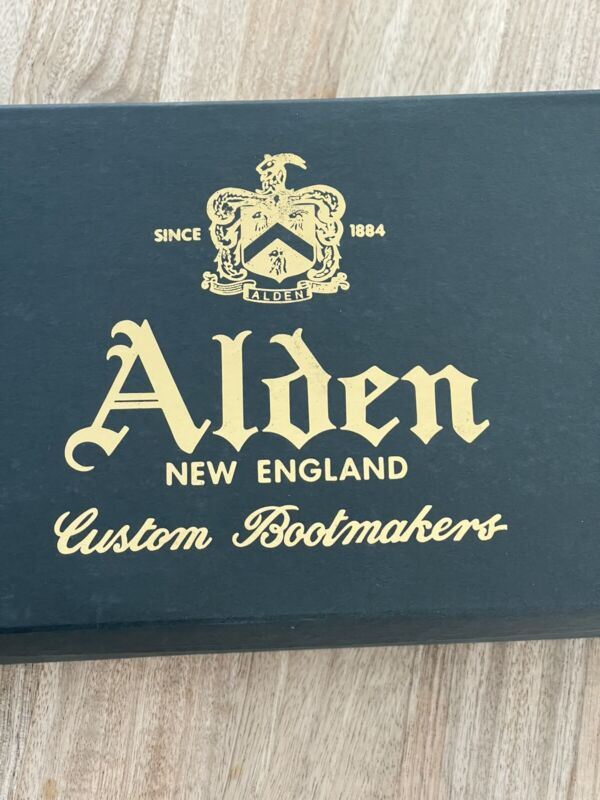 SINCE 1884
ALDEN
Alden
NEW ENGLAND
Custom Bootmakers